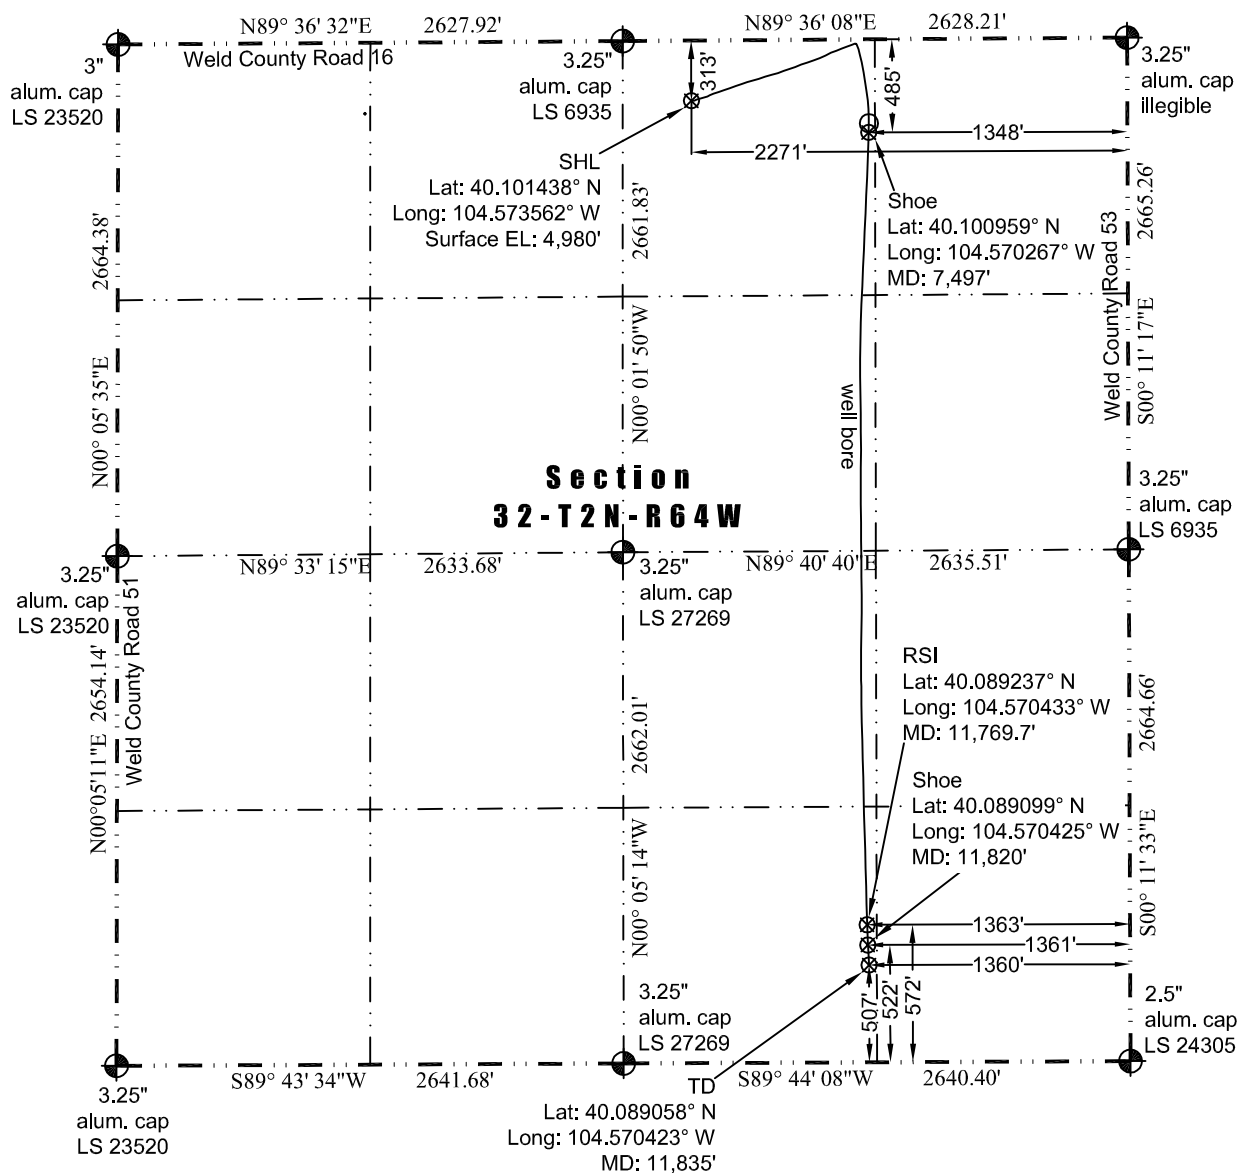 N89° 36' 32"E 2627.92'
N89° 36' 08"E 2628.21'
Weld County Road 16
3"
alum. cap
LS 23520
3.25"
alum. cap
LS 6935
3.25"
alum. cap
illegible
313'
485'
1348'
2271'
SHL
Lat: 40.101438° N
Long: 104.573562° W
Surface EL: 4,980'
Shoe
Lat: 40.100959° N
Long: 104.570267° W
MD: 7,497'
2664.38'
2661.83'
2665.26'
Weld County Road 53
N00° 05' 35"E
N00° 01' 50"W
S00° 11' 17"E
well bore
Section
32-T2N-R64W
3.25"
alum. cap
LS 6935
N89° 33' 15"E 2633.68'
N89° 40' 40"E 2635.51'
3.25"
alum. cap
LS 23520
3.25"
alum. cap
LS 27269
Weld County Road 51
N00°05'11"E 2654.14'
2662.01'
2664.66'
RSI
Lat: 40.089237° N
Long: 104.570433° W
MD: 11,769.7'
Shoe
Lat: 40.089099° N
Long: 104.570425° W
MD: 11,820'
N00° 05' 14"W
S00° 11' 33"E
1363'
1361'
1360'
507'
522'
572'
3.25"
alum. cap
LS 27269
2.5"
alum. cap
LS 24305
S89° 43' 34"W 2641.68'
S89° 44' 08"W 2640.40'
3.25"
alum. cap
LS 23520
TD
Lat: 40.089058° N
Long: 104.570423° W
MD: 11,835'